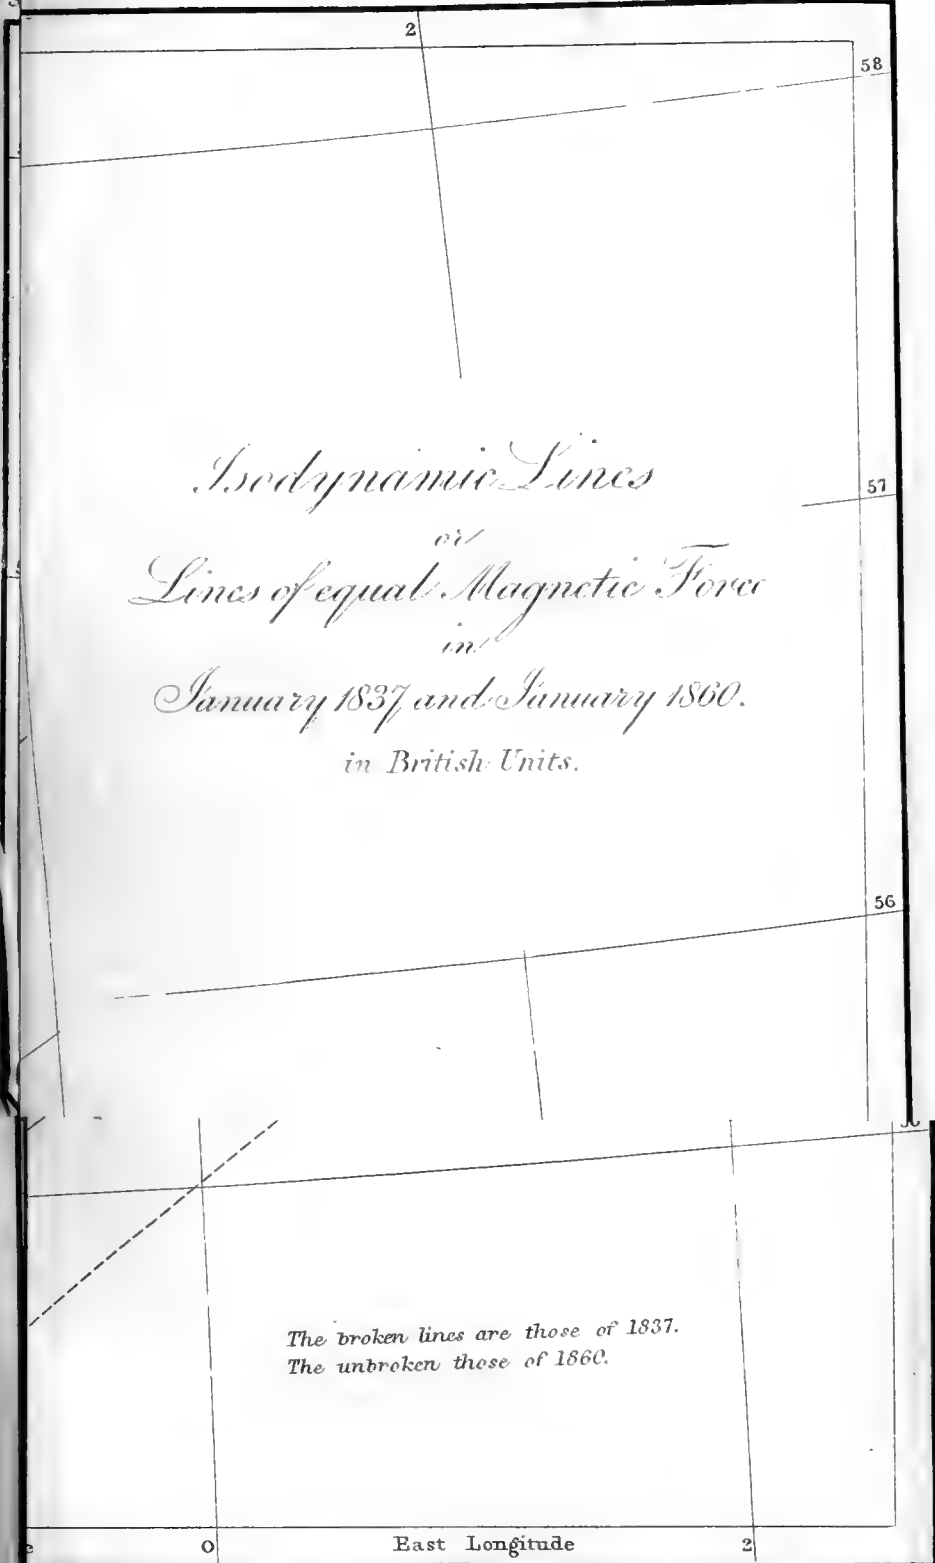 2
58
Isodynamic Lines
or
Lines of equal Magnetic Force
57
in
January 1837 and January 1860.
in British Units.
56
The broken lines are those of 1837.
The unbroken those of 1860.
0 East Longitude 2